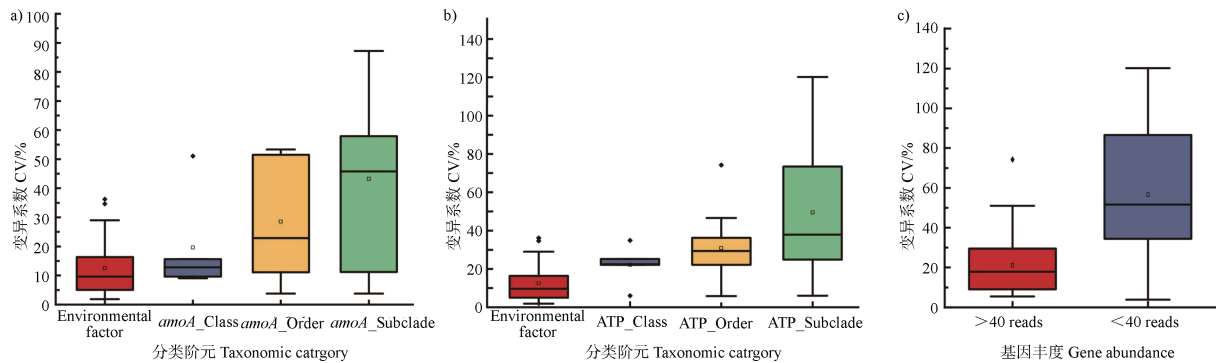 a)
100
90
80
70
60
50
40
30
20
10
0
变异系数 CV/%
Environmental factor
amoA_Class
amoA_Order
amoA_Subclade
分类阶元 Taxonomic catrgory
b)
140
120
100
80
60
40
20
0
变异系数 CV/%
Environmental factor
ATP_Class
ATP_Order
ATP_Subclade
分类阶元 Taxonomic catrgory
c)
140
120
100
80
60
40
20
0
变异系数 CV/%
>40 reads
<40 reads
基因丰度 Gene abundance